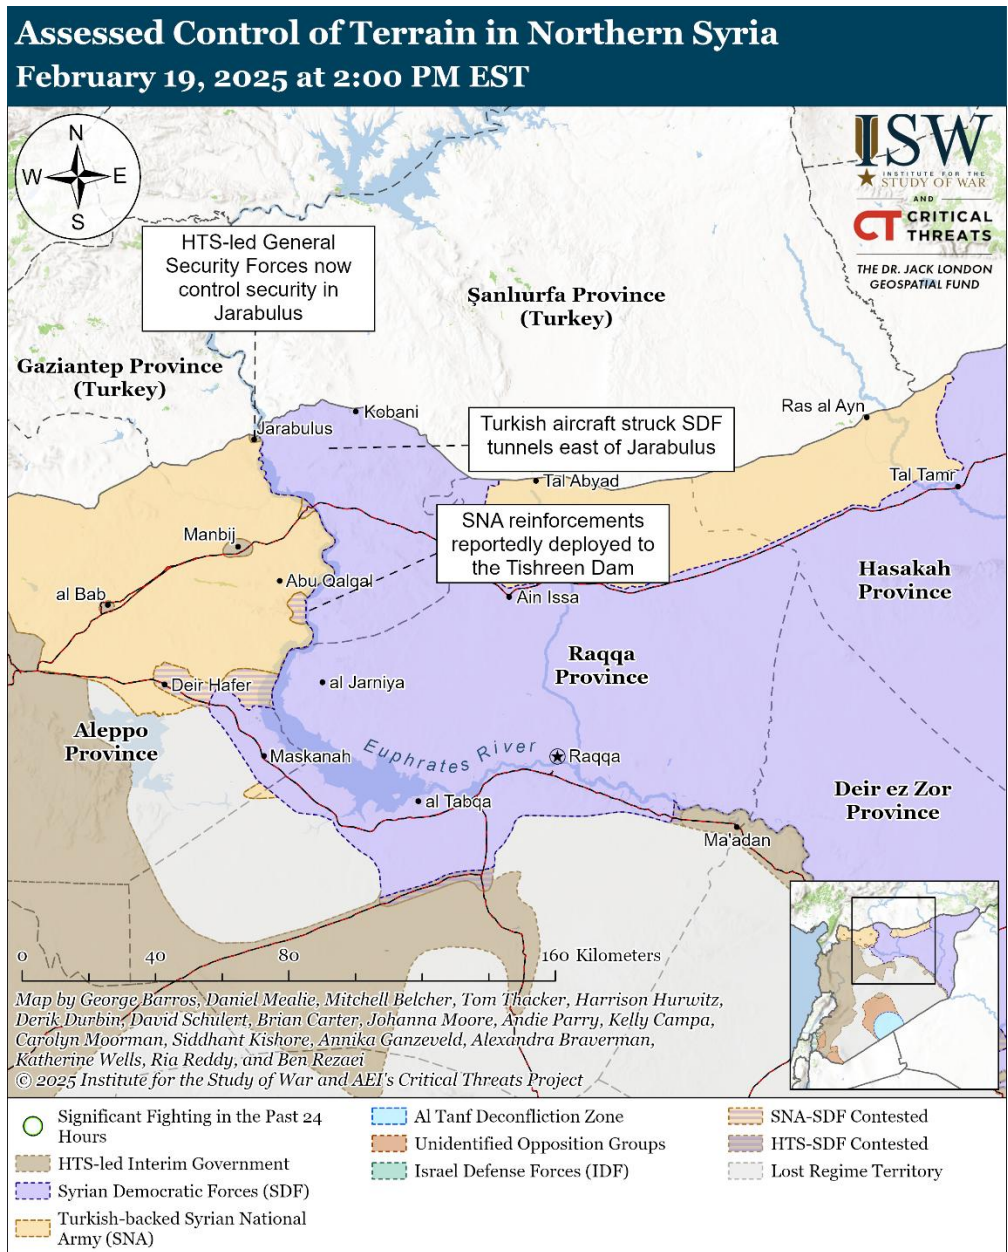 Assessed Control of Terrain in Northern Syria
February 19, 2025 at 2:00 PM EST
N
W
E
S
ISW
INSTITUTE FOR THE
STUDY OF WAR
AND
CT CRITICAL
THREATS
THE DR. JACK LONDON
GEOSPATIAL FUND
HTS-led General
Security Forces now
control security in
Jarabulus
Şanlıurfa Province
(Turkey)
Gaziantep Province
(Turkey)
Kobani
Ras al Ayn
Jarabulus
Turkish aircraft struck SDF
tunnels east of Jarabulus
Tal Abyad
Tal Tamr
SNA reinforcements
reportedly deployed to
the Tishreen Dam
Manbij
Abu Qalqal
al Bab
Ain Issa
Hasakah
Province
Raqqa
Province
Deir Hafer
al Jarniya
Aleppo
Province
Maskanah
Euphrates River
Raqqa
al Tabqa
Deir ez Zor
Province
Ma'adan
0
40
80
160 Kilometers
Map by George Barros, Daniel Mealie, Mitchell Belcher, Tom Thacker, Harrison Hurwitz,
Derik Durbin, David Schulert, Brian Carter, Johanna Moore, Andie Parry, Kelly Campa,
Carolyn Moorman, Siddhant Kishore, Annika Ganzeveld, Alexandra Braverman,
Katherine Wells, Ria Reddy, and Ben Rezaei
© 2025 Institute for the Study of War and AEI's Critical Threats Project
Significant Fighting in the Past 24
Hours
HTS-led Interim Government
Syrian Democratic Forces (SDF)
Turkish-backed Syrian National
Army (SNA)
Al Tanf Deconfliction Zone
Unidentified Opposition Groups
Israel Defense Forces (IDF)
SNA-SDF Contested
HTS-SDF Contested
Lost Regime Territory